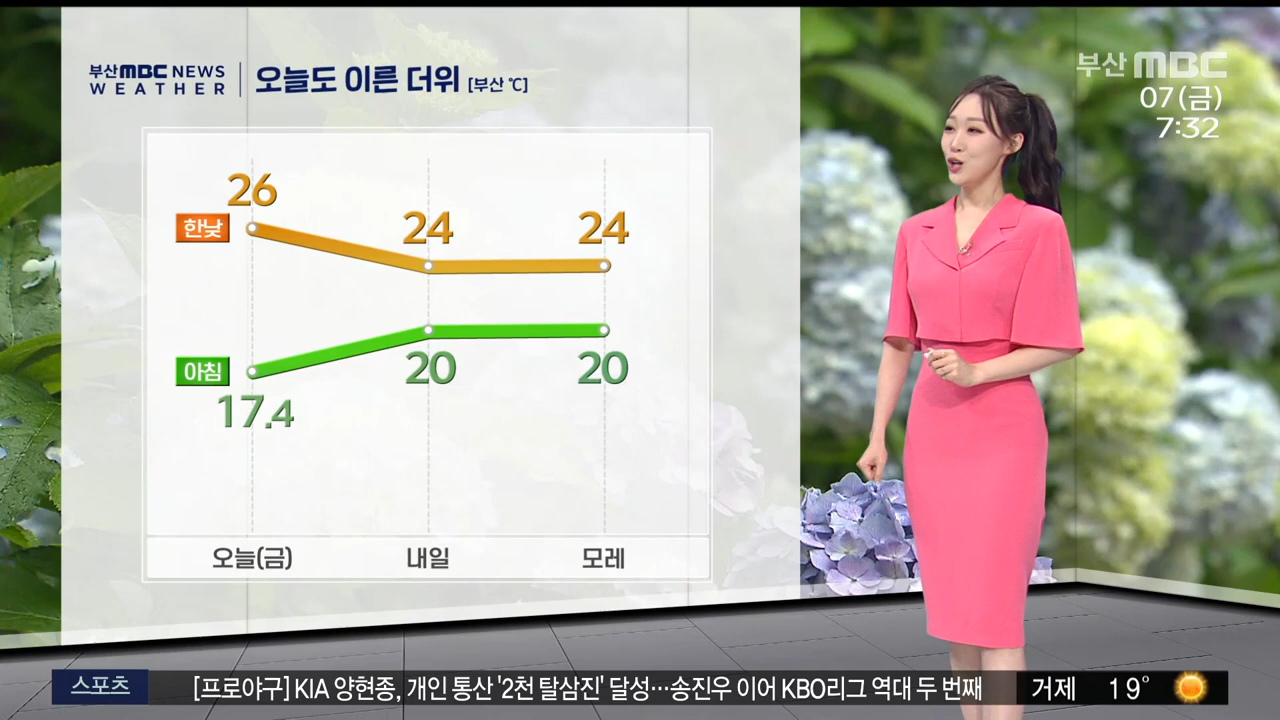 부산MBC NEWS
WEATHER
오늘도 이른 더위 [부산 ℃]
부산 MBC
07(금)
7:32
26
한낮
24
24
아침
17.4
20
20
오늘(금)
내일
모레
스포츠
[프로야구] KIA 양현종, 개인 통산 '2천 탈삼진' 달성…송진우 이어 KBO리그 역대 두 번째
거제 19°